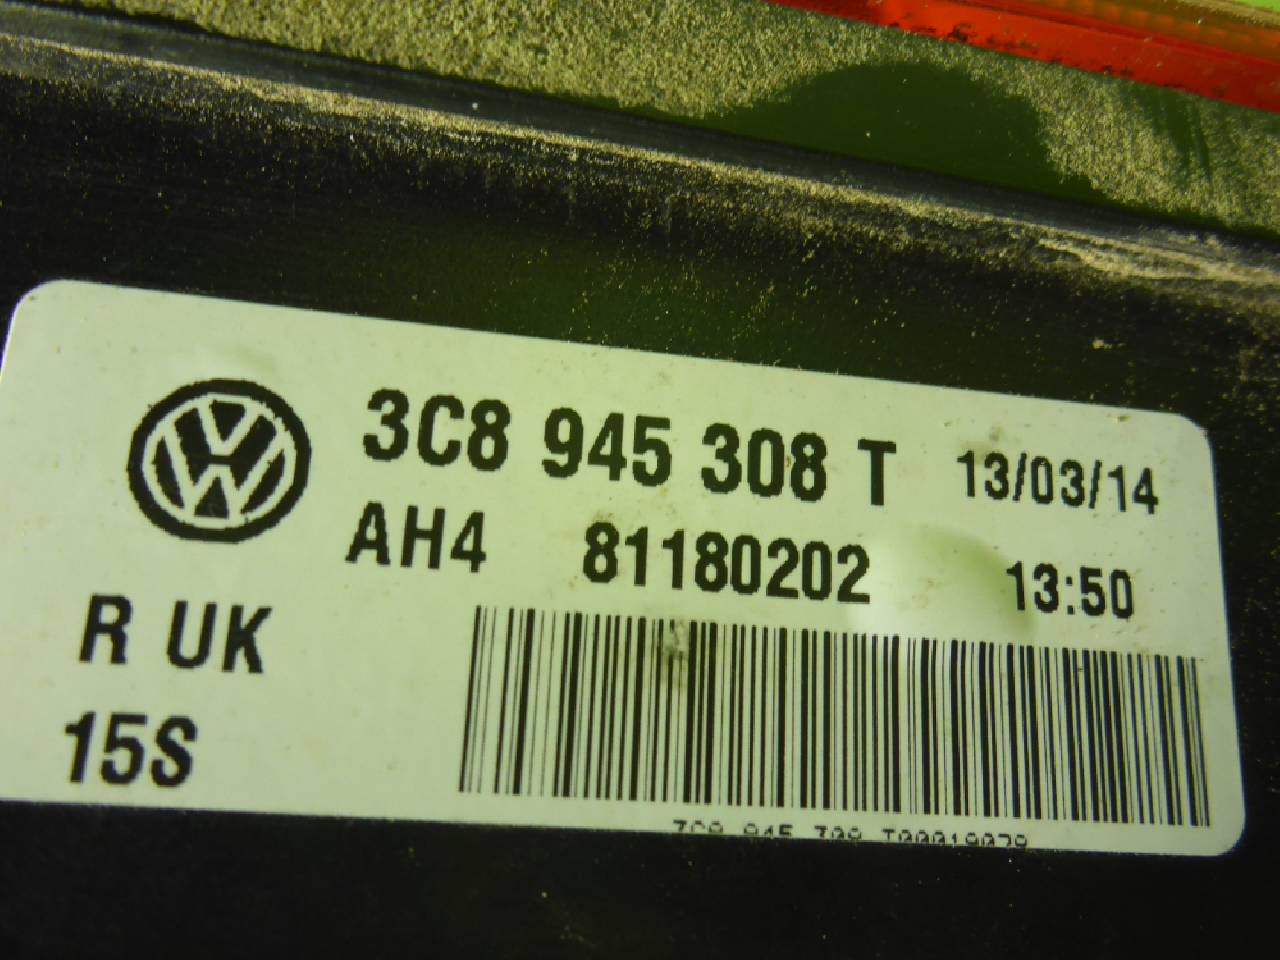 3C8 945 308 T 13/03/14
AH4 81180202 13:50
R UK
15S